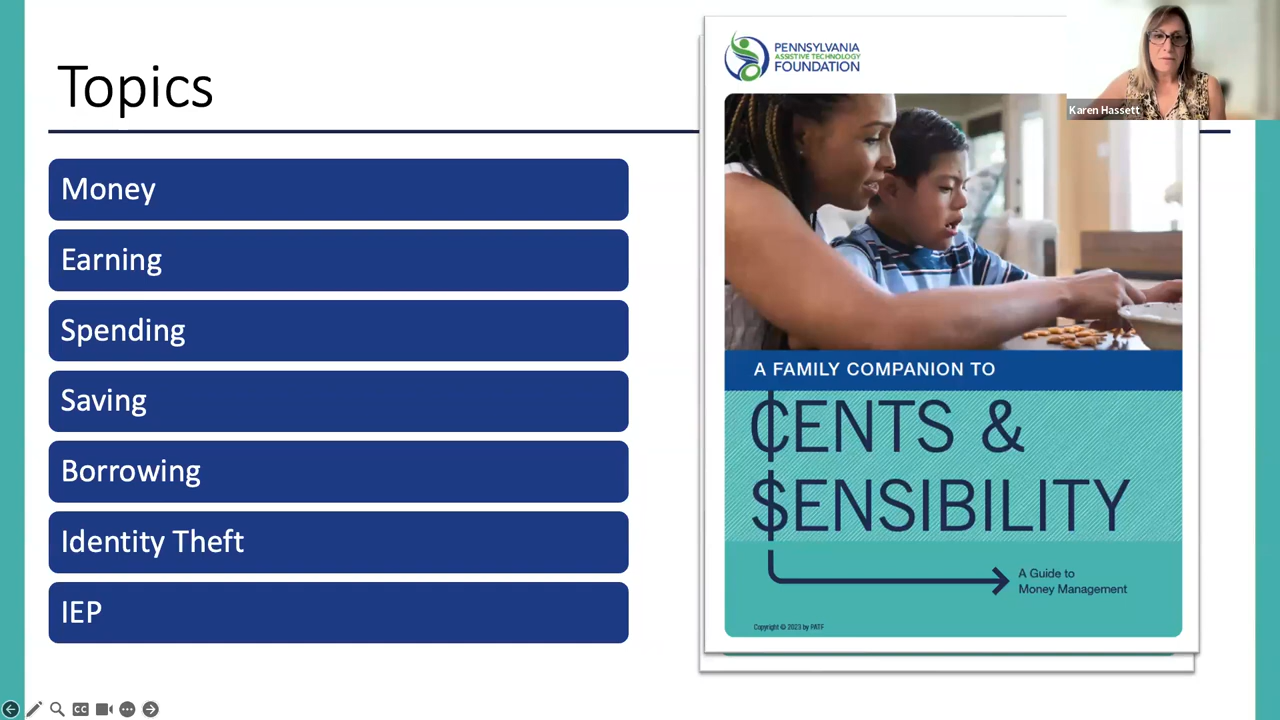 Topics
Money
Earning
Spending
Saving
Borrowing
Identity Theft
IEP
PENNSYLVANIA
ASSISTIVE TECHNOLOGY
FOUNDATION
A FAMILY COMPANION TO
¢ENTS &
$ENSIBILITY
A Guide to
Money Management
Copyright © 2023 by PATF
Karen Hassett
CC